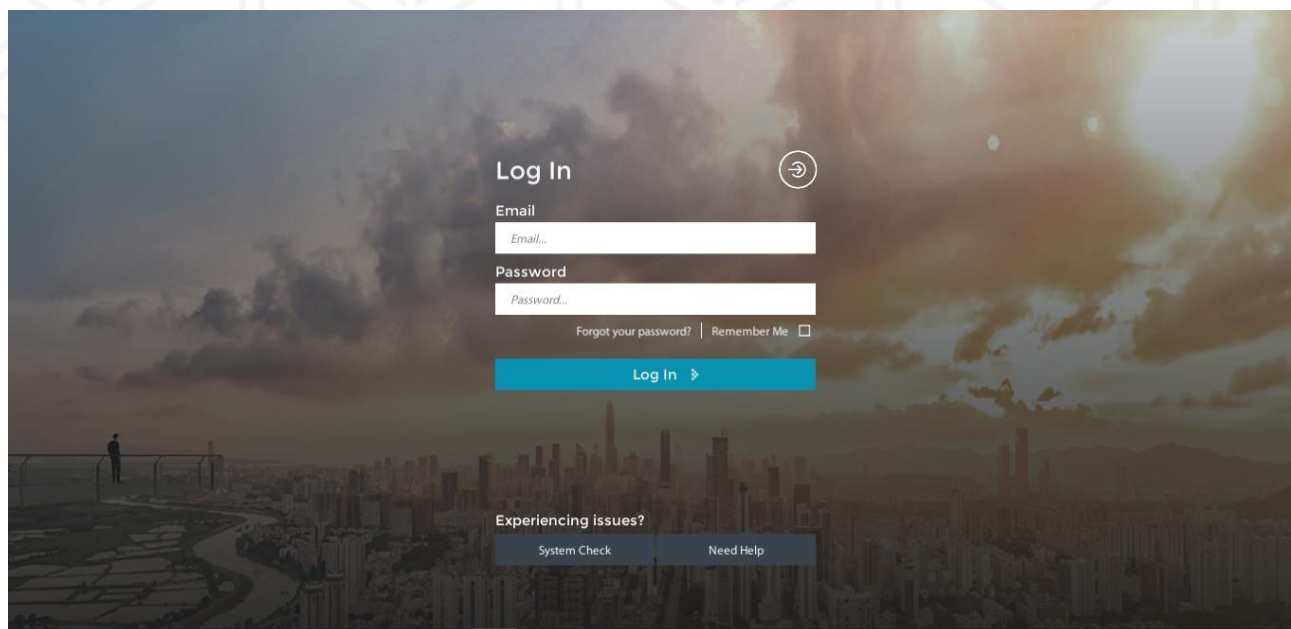 Log In
Email
Email...
Password
Password...
Forgot your password? | Remember Me
Log In
Experiencing issues?
System Check Need Help